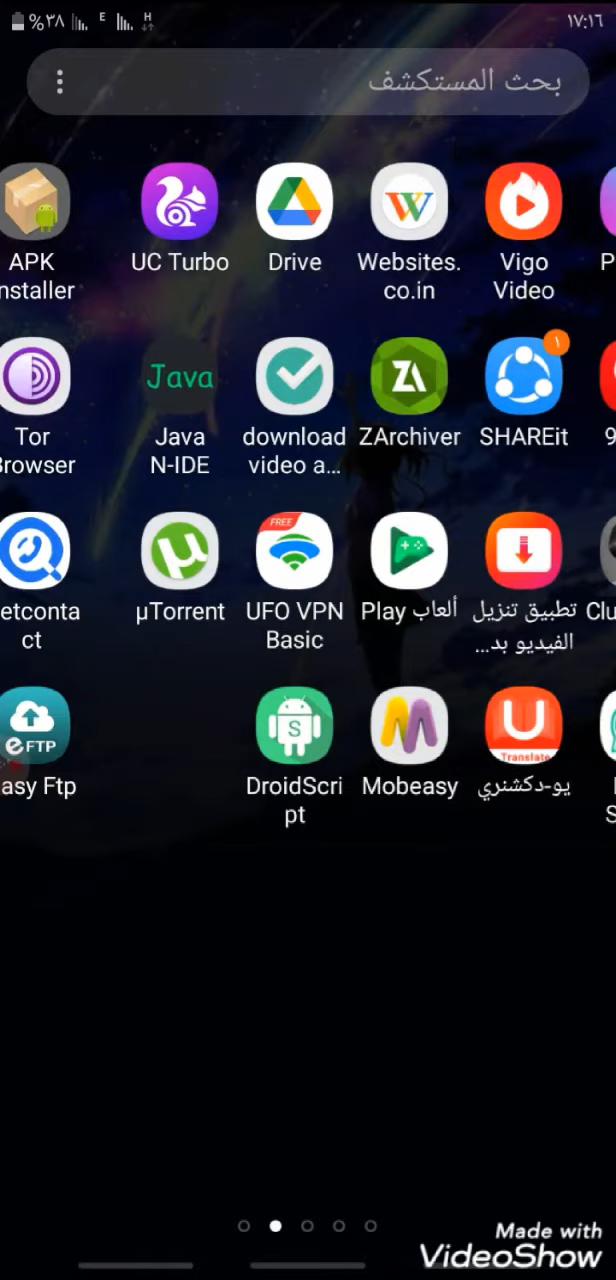 %٣٨ E H ١٧:١٦
بحث المستكشف
APK
nstaller
UC Turbo
Drive
Websites.
co.in
Vigo
Video
P
Java
١
Tor
Browser
Java
N-IDE
download
video a...
ZArchiver
SHAREit
9
FREE
etconta
ct
µTorrent
UFO VPN
Basic
ألعاب Play
تطبيق تنزيل
الفيديو بد...
Clu
eFTP
S
U
Translate
asy Ftp
DroidScri
pt
Mobeasy
يو-دكشنري
S
Made with
VideoShow